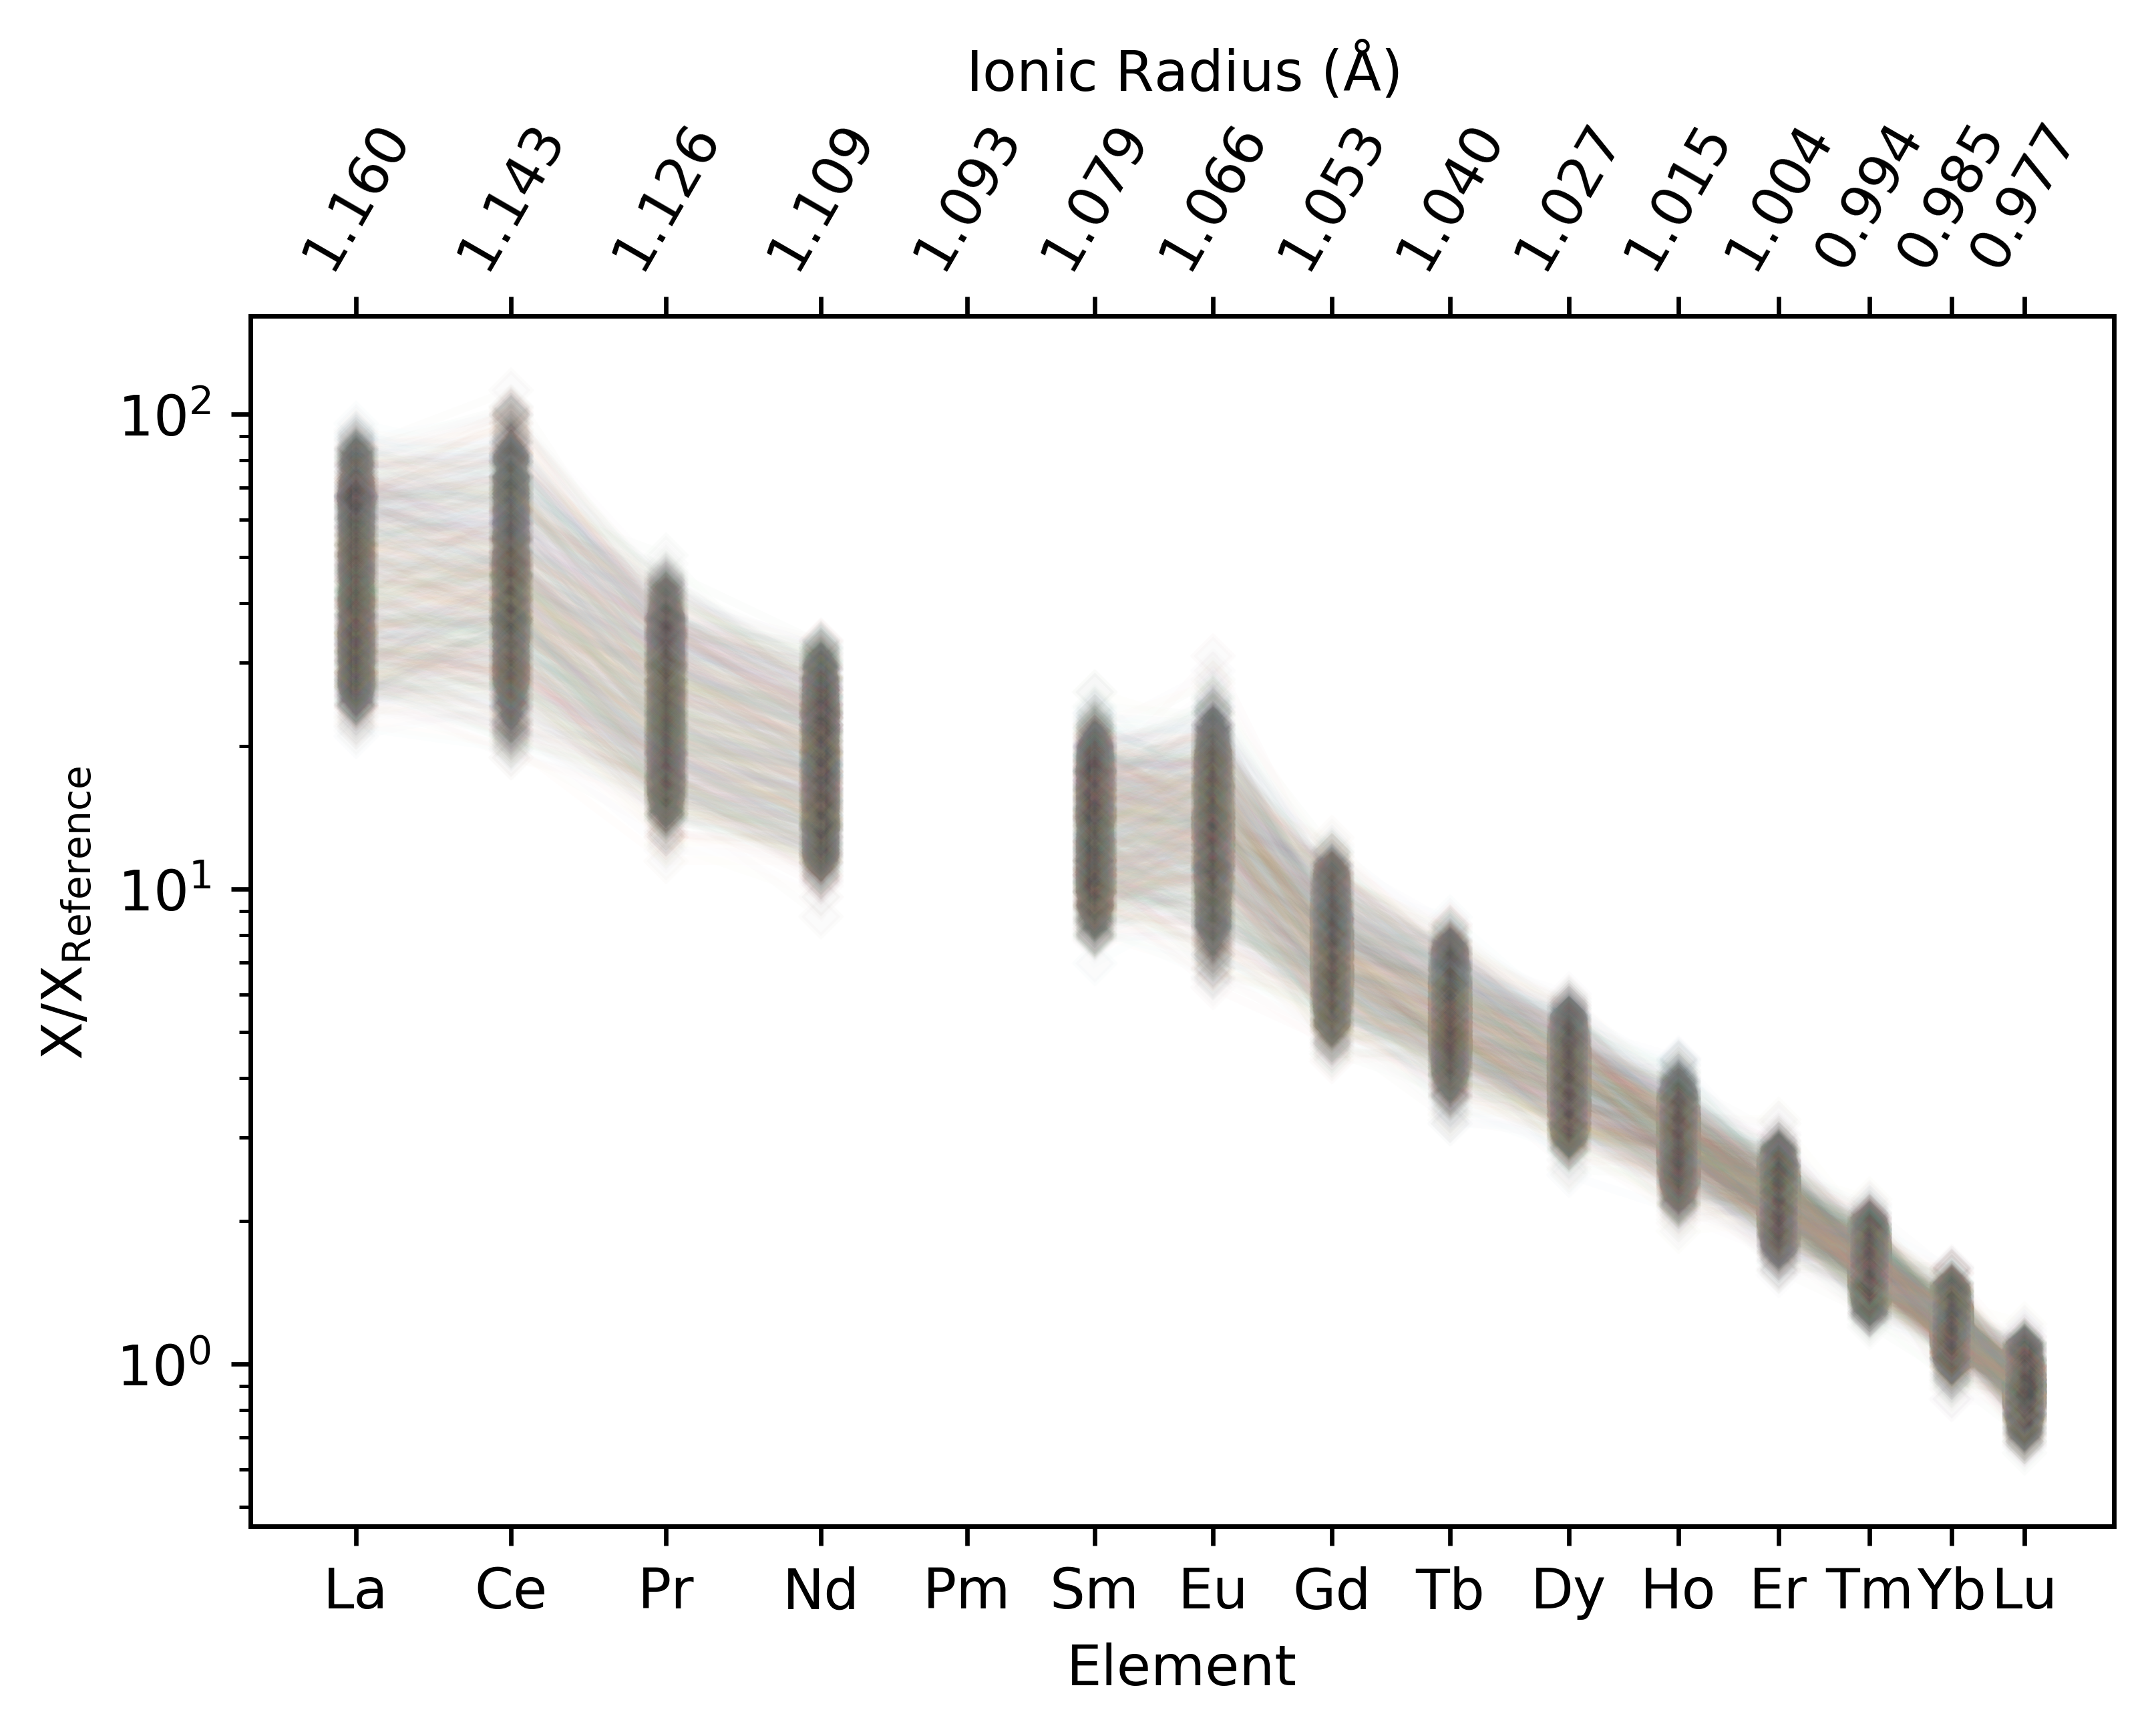 Ionic Radius (Å)
1.160 1.143 1.126 1.109 1.093 1.079 1.066 1.053 1.040 1.027 1.015 1.004 0.994 0.985 0.977
10²
10¹
10⁰
X/X_Reference
La Ce Pr Nd Pm Sm Eu Gd Tb Dy Ho Er Tm Yb Lu
Element